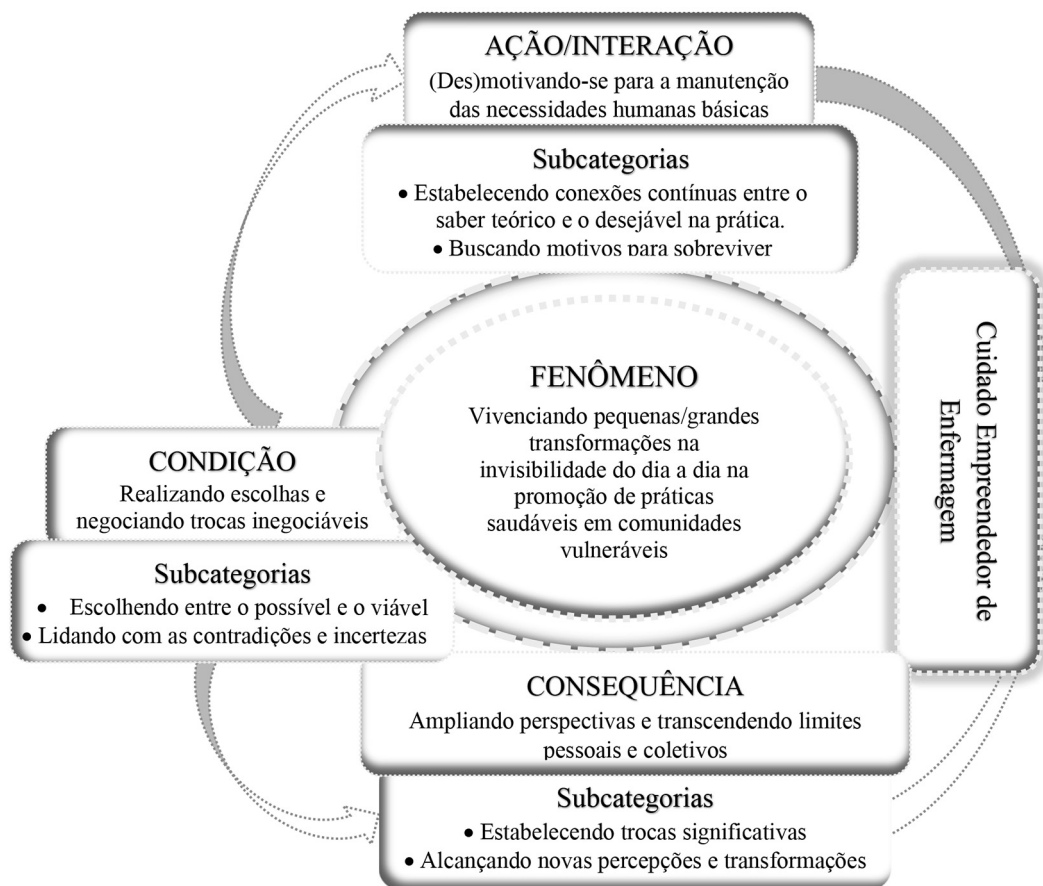 AÇÃO/INTERAÇÃO
(Des)motivando-se para a manutenção
das necessidades humanas básicas
Subcategorias
• Estabelecendo conexões contínuas entre o
saber teórico e o desejável na prática.
• Buscando motivos para sobreviver
FENÔMENO
Vivenciando pequenas/grandes
transformações na
invisibilidade do dia a dia na
promoção de práticas
saudáveis em comunidades
vulneráveis
CONDIÇÃO
Realizando escolhas e
negociando trocas inegociáveis
Subcategorias
• Escolhendo entre o possível e o viável
• Lidando com as contradições e incertezas
Cuidado Empreendedor de
Enfermagem
CONSEQUÊNCIA
Ampliando perspectivas e transcendendo limites
pessoais e coletivos
Subcategorias
• Estabelecendo trocas significativas
• Alcançando novas percepções e transformações